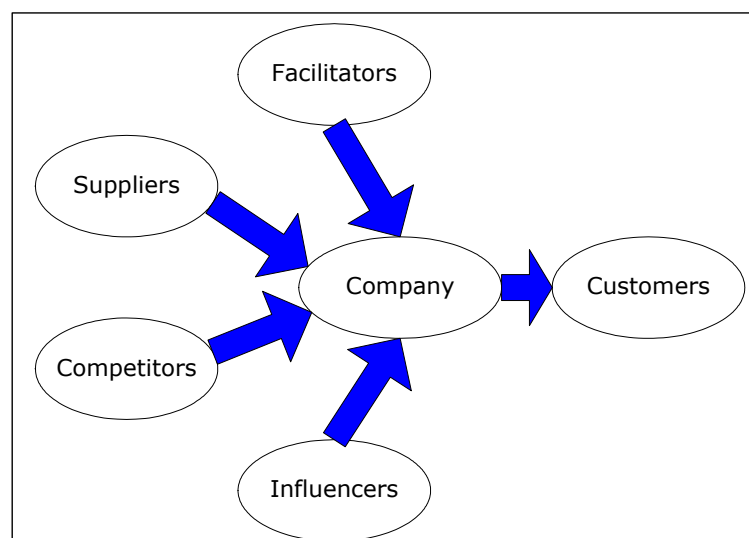 Facilitators
Suppliers
Company
Customers
Competitors
Influencers